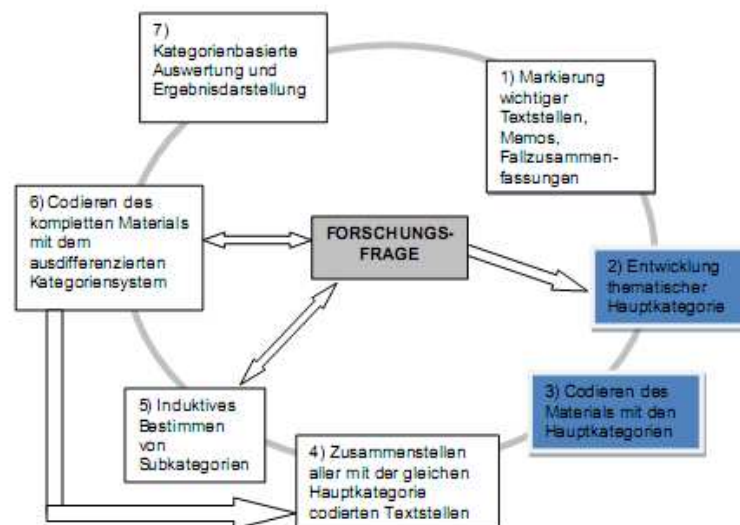 7)
Kategorienbasierte
Auswertung und
Ergebnisdarstellung
1) Markierung
wichtiger
Textstellen,
Memos,
Fallzusammen-
fassungen
6) Codieren des
kompletten Materials
mit dem
ausdifferenzierten
Kategoriensystem
FORSCHUNGS-
FRAGE
2) Entwicklung
thematischer
Hauptkategorie
3) Codieren des
Materials mit den
Hauptkategorien
5) Induktives
Bestimmen
von
Subkategorien
4) Zusammenstellen
aller mit der gleichen
Hauptkategorie
codierten Textstellen